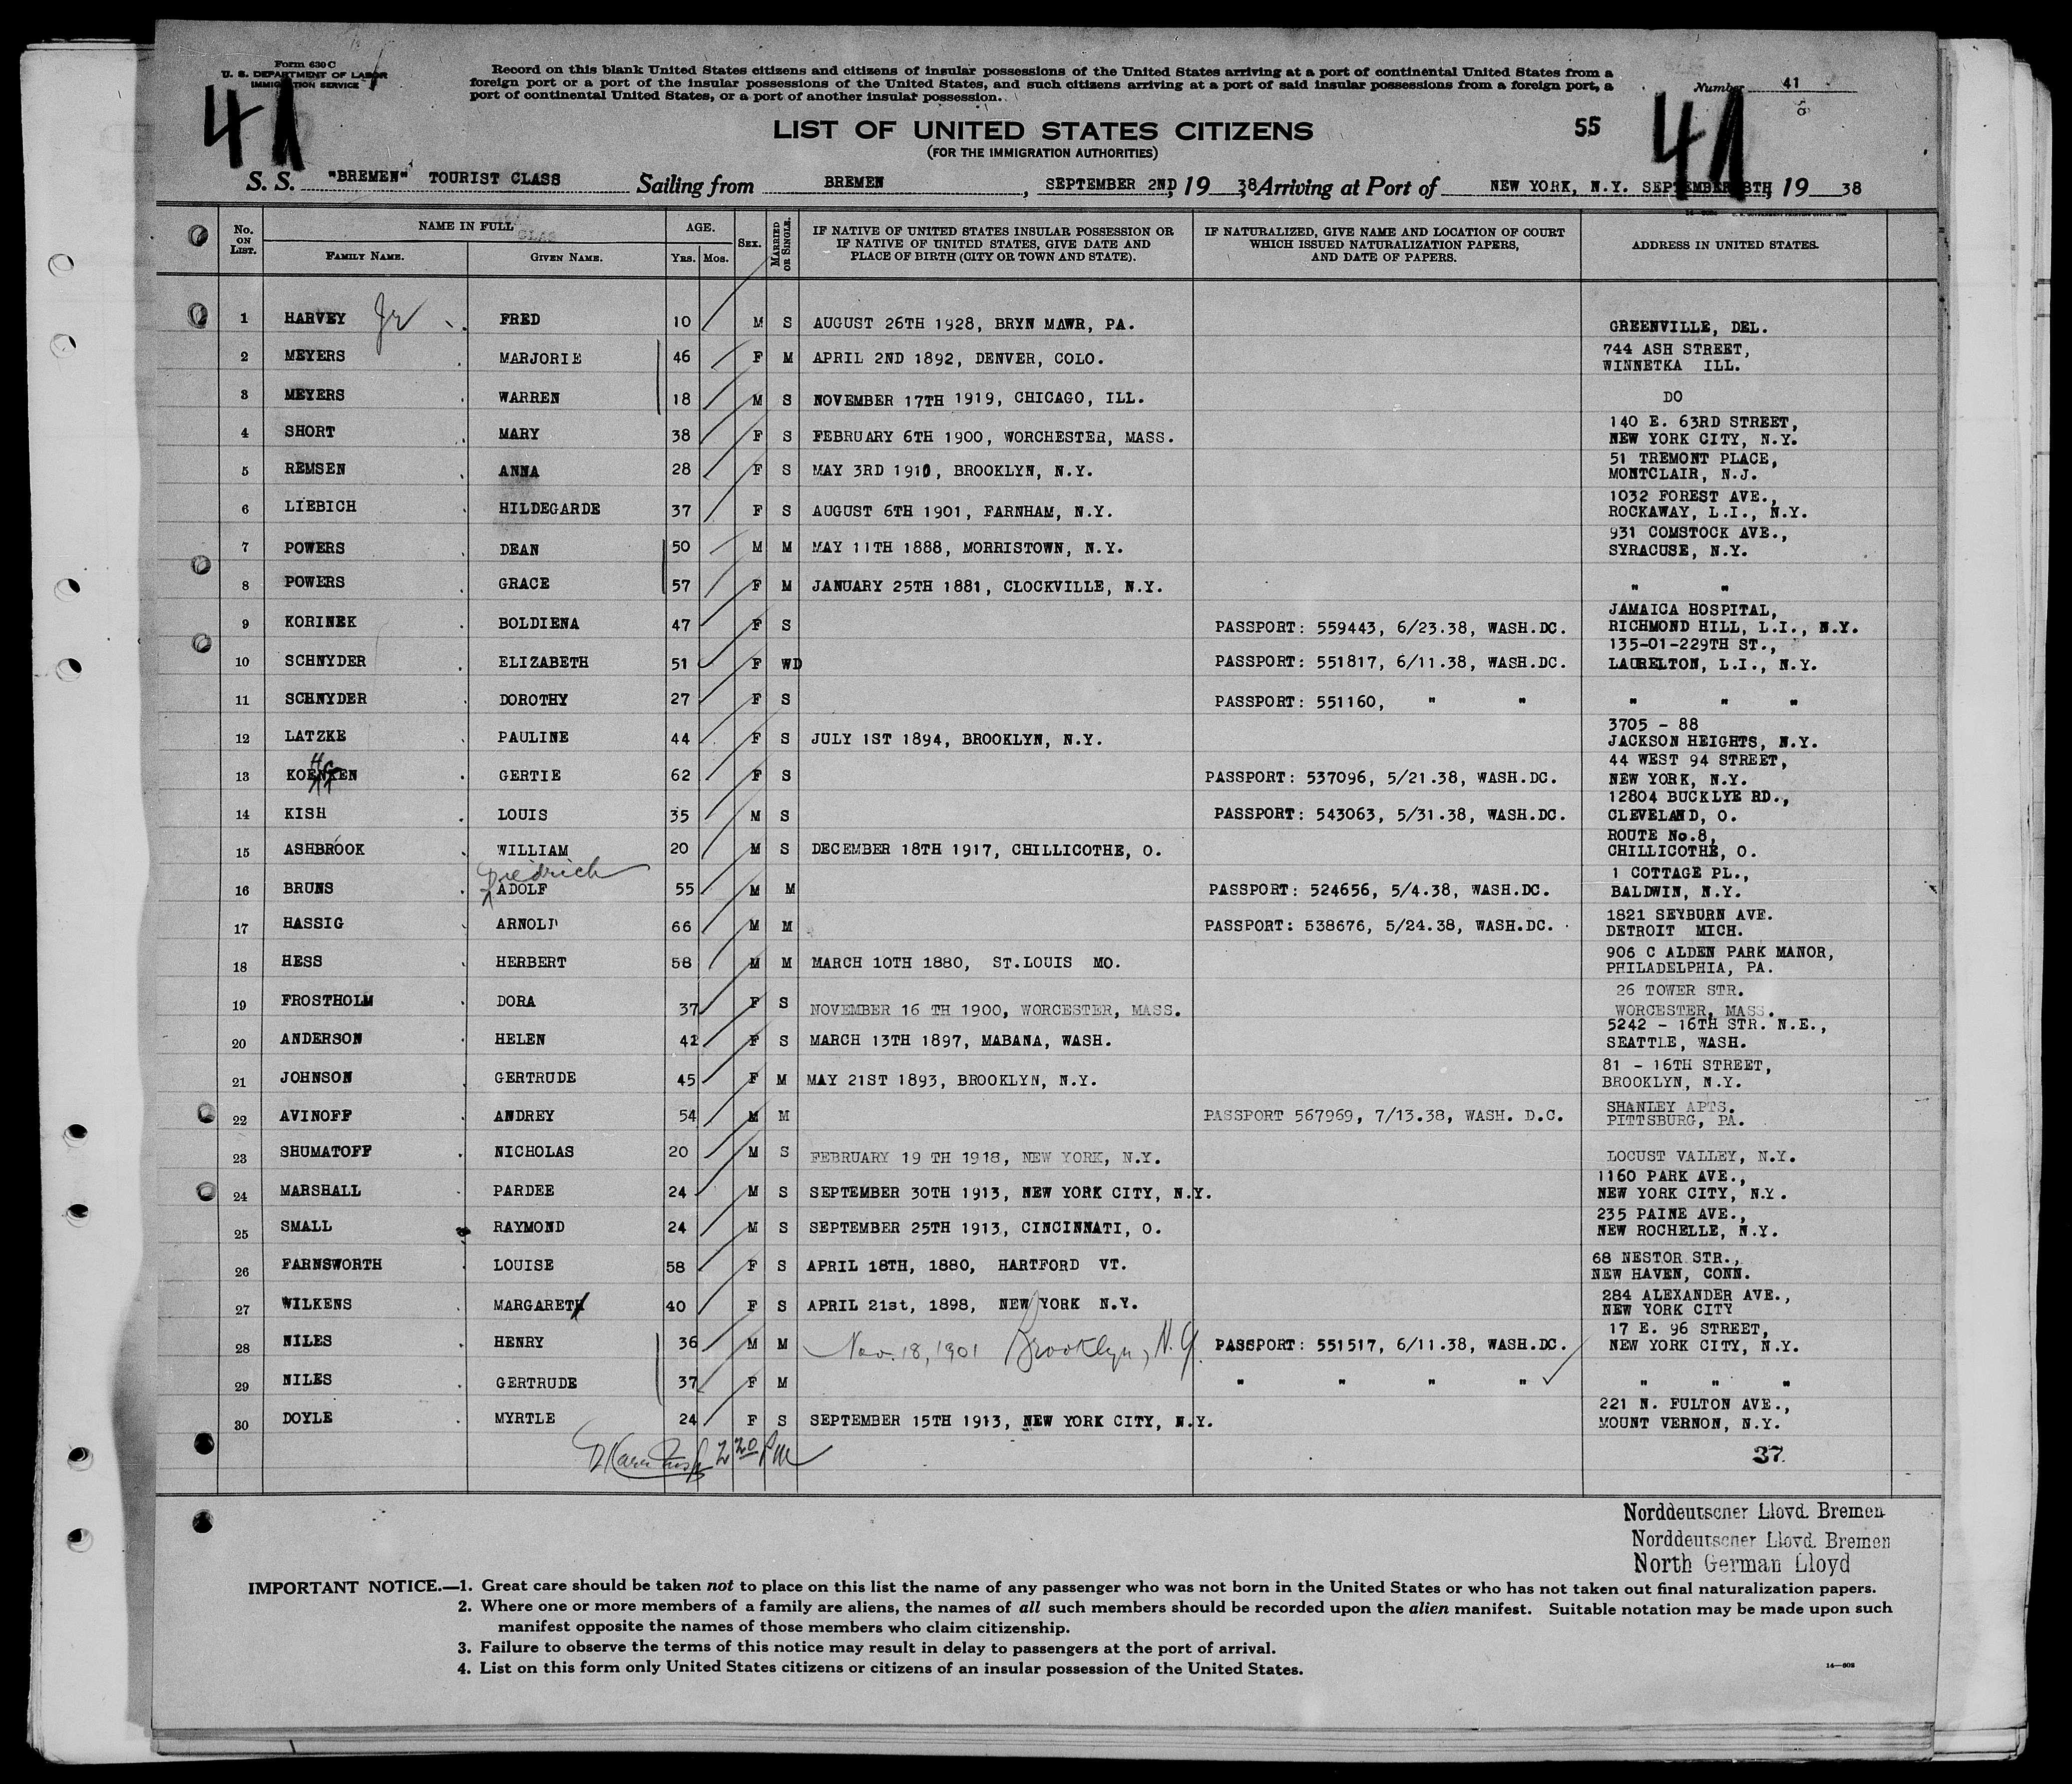 Form 630 C
U. S. DEPARTMENT OF LABOR
IMMIGRATION SERVICE
Record on this blank United States citizens and citizens of insular possessions of the United States arriving at a port of continental United States from a
foreign port or a port of the insular possessions of the United States, and such citizens arriving at a port of said insular possessions from a foreign port, a
port of continental United States, or a port of another insular possession.
Number 41
LIST OF UNITED STATES CITIZENS
55
(FOR THE IMMIGRATION AUTHORITIES)
S. S. "BREMEN" TOURIST CLASS Sailing from BREMEN, SEPTEMBER 2ND, 19 38 Arriving at Port of NEW YORK, N.Y. SEPTEMBER 8TH, 19 38
No. ON LIST. NAME IN FULL FAMILY NAME. GIVEN NAME. AGE. YRS. MOS. SEX. MARRIED OR SINGLE. IF NATIVE OF UNITED STATES INSULAR POSSESSION OR IF NATIVE OF UNITED STATES, GIVE DATE AND PLACE OF BIRTH (CITY OR TOWN AND STATE). IF NATURALIZED, GIVE NAME AND LOCATION OF COURT WHICH ISSUED NATURALIZATION PAPERS, AND DATE OF PAPERS. ADDRESS IN UNITED STATES.
1 HARVEY Jr FRED 10 M S AUGUST 26TH 1928, BRYN MAWR, PA. GREENVILLE, DEL.
2 MEYERS MARJORIE 46 F M APRIL 2ND 1892, DENVER, COLO. 744 ASH STREET, WINNETKA ILL.
3 MEYERS WARREN 18 M S NOVEMBER 17TH 1919, CHICAGO, ILL. DO
4 SHORT MARY 38 F S FEBRUARY 6TH 1900, WORCHESTER, MASS. 140 E. 63RD STREET, NEW YORK CITY, N.Y.
5 REMSEN ANNA 28 F S MAY 3RD 1910, BROOKLYN, N.Y. 51 TREMONT PLACE, MONTCLAIR, N.J.
6 LIEBICH HILDEGARDE 37 F S AUGUST 6TH 1901, FARNHAM, N.Y. 1032 FOREST AVE., ROCKAWAY, L.I., N.Y.
7 POWERS DEAN 50 M M MAY 11TH 1888, MORRISTOWN, N.Y. 931 COMSTOCK AVE., SYRACUSE, N.Y.
8 POWERS GRACE 57 F M JANUARY 25TH 1881, CLOCKVILLE, N.Y. " "
9 KORINEK BOLDIENA 47 F S PASSPORT: 559443, 6/23.38, WASH.DC. JAMAICA HOSPITAL, RICHMOND HILL, L.I., N.Y.
10 SCHNYDER ELIZABETH 51 F WD PASSPORT: 551817, 6/11.38, WASH.DC. 135-01-229TH ST., LAURELTON, L.I., N.Y.
11 SCHNYDER DOROTHY 27 F S PASSPORT: 551160, " " " " "
12 LATZKE PAULINE 44 F S JULY 1ST 1894, BROOKLYN, N.Y. 3705 - 88 JACKSON HEIGHTS, N.Y.
13 KOENKEN GERTIE 62 F S PASSPORT: 537096, 5/21.38, WASH.DC. 44 WEST 94 STREET, NEW YORK, N.Y.
14 KISH LOUIS 35 M S PASSPORT: 543063, 5/31.38, WASH.DC. 12804 BUCKLYE RD., CLEVELAND, O.
15 ASHBROOK WILLIAM 20 M S DECEMBER 18TH 1917, CHILLICOTHE, O. ROUTE No.8, CHILLICOTHE, O.
16 BRUNS Diedrich ADOLF 55 M M PASSPORT: 524656, 5/4.38, WASH.DC. 1 COTTAGE PL., BALDWIN, N.Y.
17 HASSIG ARNOLD 66 M M PASSPORT: 538676, 5/24.38, WASH.DC. 1821 SEYBURN AVE. DETROIT MICH.
18 HESS HERBERT 58 M M MARCH 10TH 1880, ST.LOUIS MO. 906 C ALDEN PARK MANOR, PHILADELPHIA, PA.
19 FROSTHOLM DORA 37 F S NOVEMBER 16 TH 1900, WORCESTER, MASS. 26 TOWER STR. WORCESTER, MASS.
20 ANDERSON HELEN 41 F S MARCH 13TH 1897, MABANA, WASH. 5242 - 16TH STR. N.E., SEATTLE, WASH.
21 JOHNSON GERTRUDE 45 F M MAY 21ST 1893, BROOKLYN, N.Y. 81 - 16TH STREET, BROOKLYN, N.Y.
22 AVINOFF ANDREY 54 M M PASSPORT 567969, 7/13.38, WASH. D.C. SHANLEY APTS. PITTSBURG, PA.
23 SHUMATOFF NICHOLAS 20 M S FEBRUARY 19 TH 1918, NEW YORK, N.Y. LOCUST VALLEY, N.Y.
24 MARSHALL PARDEE 24 M S SEPTEMBER 30TH 1913, NEW YORK CITY, N.Y. 1160 PARK AVE., NEW YORK CITY, N.Y.
25 SMALL RAYMOND 24 M S SEPTEMBER 25TH 1913, CINCINNATI, O. 235 PAINE AVE., NEW ROCHELLE, N.Y.
26 FARNSWORTH LOUISE 58 F S APRIL 18TH, 1880, HARTFORD VT. 68 NESTOR STR., NEW HAVEN, CONN.
27 WILKENS MARGARETH 40 F S APRIL 21st, 1898, NEW YORK N.Y. 284 ALEXANDER AVE., NEW YORK CITY
28 NILES HENRY 36 M M Nov. 18, 1901 Brooklyn, N.Y. PASSPORT: 551517, 6/11.38, WASH.DC. 17 E. 96 STREET, NEW YORK CITY, N.Y.
29 NILES GERTRUDE 37 F M " " " " " " "
30 DOYLE MYRTLE 24 F S SEPTEMBER 15TH 1913, NEW YORK CITY, N.Y. 221 N. FULTON AVE., MOUNT VERNON, N.Y.
2 20 PM
37
Norddeutscher Lloyd Bremen
Norddeutscher Lloyd Bremen
North German Lloyd
IMPORTANT NOTICE.—1. Great care should be taken not to place on this list the name of any passenger who was not born in the United States or who has not taken out final naturalization papers.
2. Where one or more members of a family are aliens, the names of all such members should be recorded upon the alien manifest. Suitable notation may be made upon such
manifest opposite the names of those members who claim citizenship.
3. Failure to observe the terms of this notice may result in delay to passengers at the port of arrival.
4. List on this form only United States citizens or citizens of an insular possession of the United States.